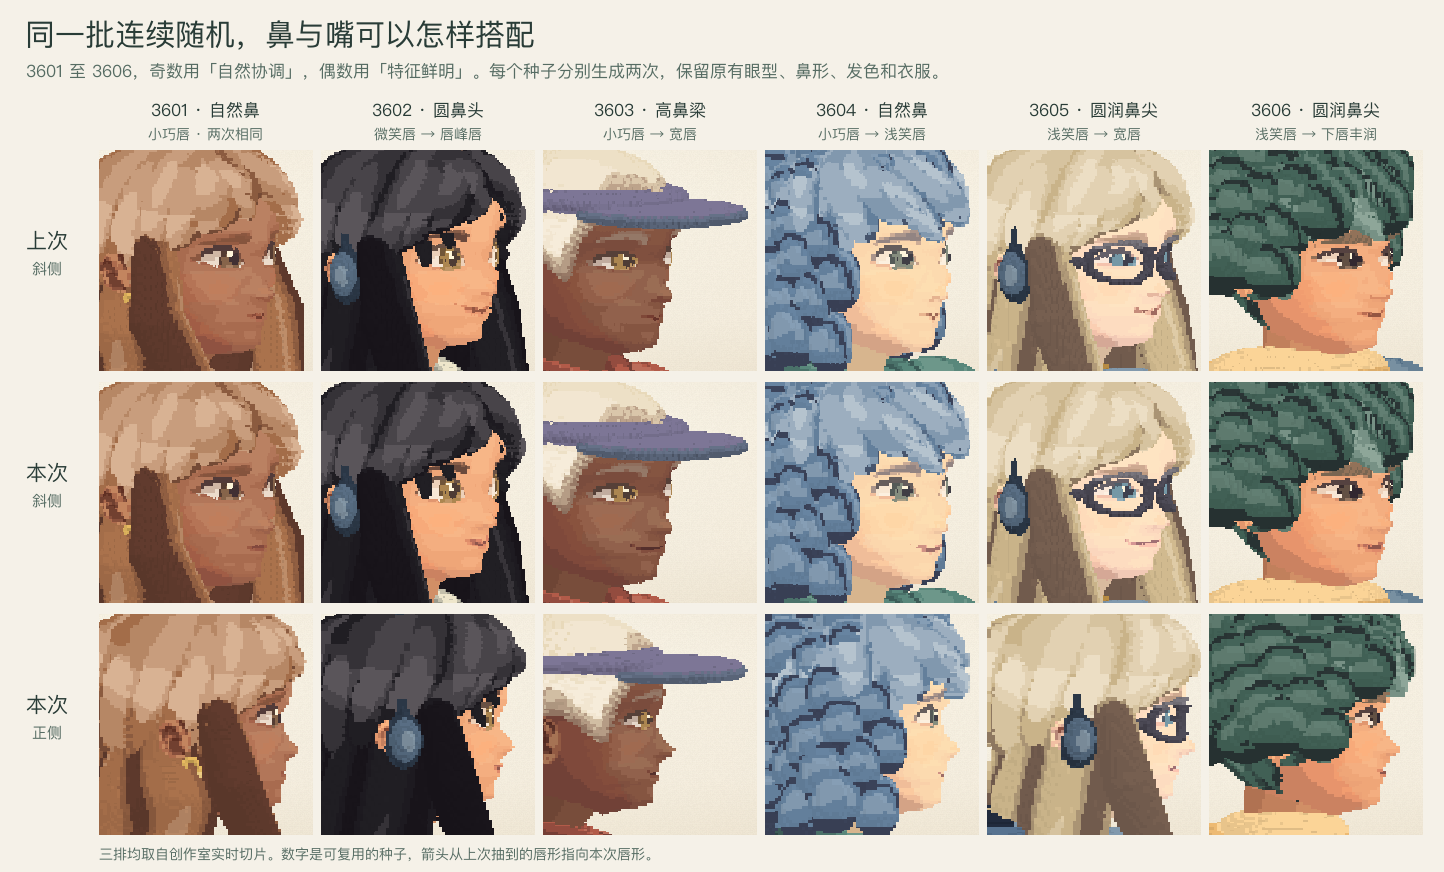 同一批连续随机，鼻与嘴可以怎样搭配
3601 至 3606，奇数用「自然协调」，偶数用「特征鲜明」。每个种子分别生成两次，保留原有眼型、鼻形、发色和衣服。
3601 · 自然鼻
小巧唇 · 两次相同
3602 · 圆鼻头
微笑唇 → 唇峰唇
3603 · 高鼻梁
小巧唇 → 宽唇
3604 · 自然鼻
小巧唇 → 浅笑唇
3605 · 圆润鼻尖
浅笑唇 → 宽唇
3606 · 圆润鼻尖
浅笑唇 → 下唇丰润
上次
斜侧
本次
斜侧
本次
正侧
三排均取自创作室实时切片。数字是可复用的种子，箭头从上次抽到的唇形指向本次唇形。